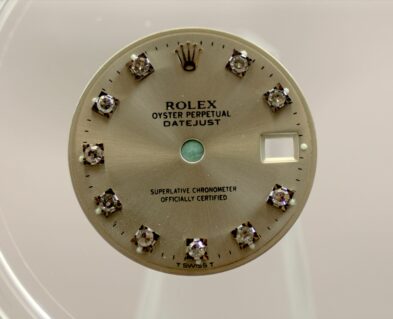 ROLEX
OYSTER PERPETUAL
DATEJUST
SUPERLATIVE CHRONOMETER
OFFICIALLY CERTIFIED
T SWISS T